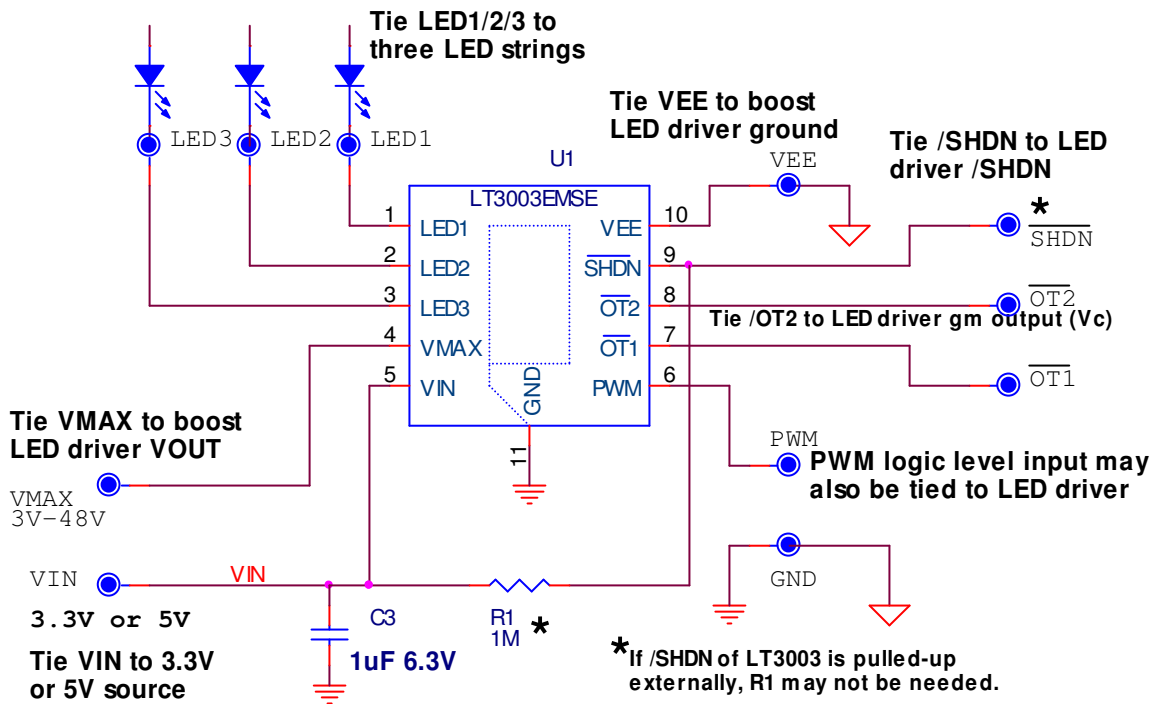 Tie LED1/2/3 to
three LED strings
LED3
LED2
LED1
Tie VEE to boost
LED driver ground
VEE
Tie /SHDN to LED
driver /SHDN
*
SHDN
U1
LT3003EMSE
1
LED1
2
LED2
3
LED3
4
VMAX
5
VIN
GND
11
VEE
10
SHDN
9
OT2
8
OT1
7
PWM
6
OT2
Tie /OT2 to LED driver gm output (Vc)
OT1
Tie VMAX to boost
LED driver VOUT
VMAX
3V-48V
PWM
PWM logic level input may
also be tied to LED driver
GND
VIN
VIN
3.3V or 5V
Tie VIN to 3.3V
or 5V source
C3
1uF 6.3V
R1
1M
*
*If /SHDN of LT3003 is pulled-up
externally, R1 may not be needed.